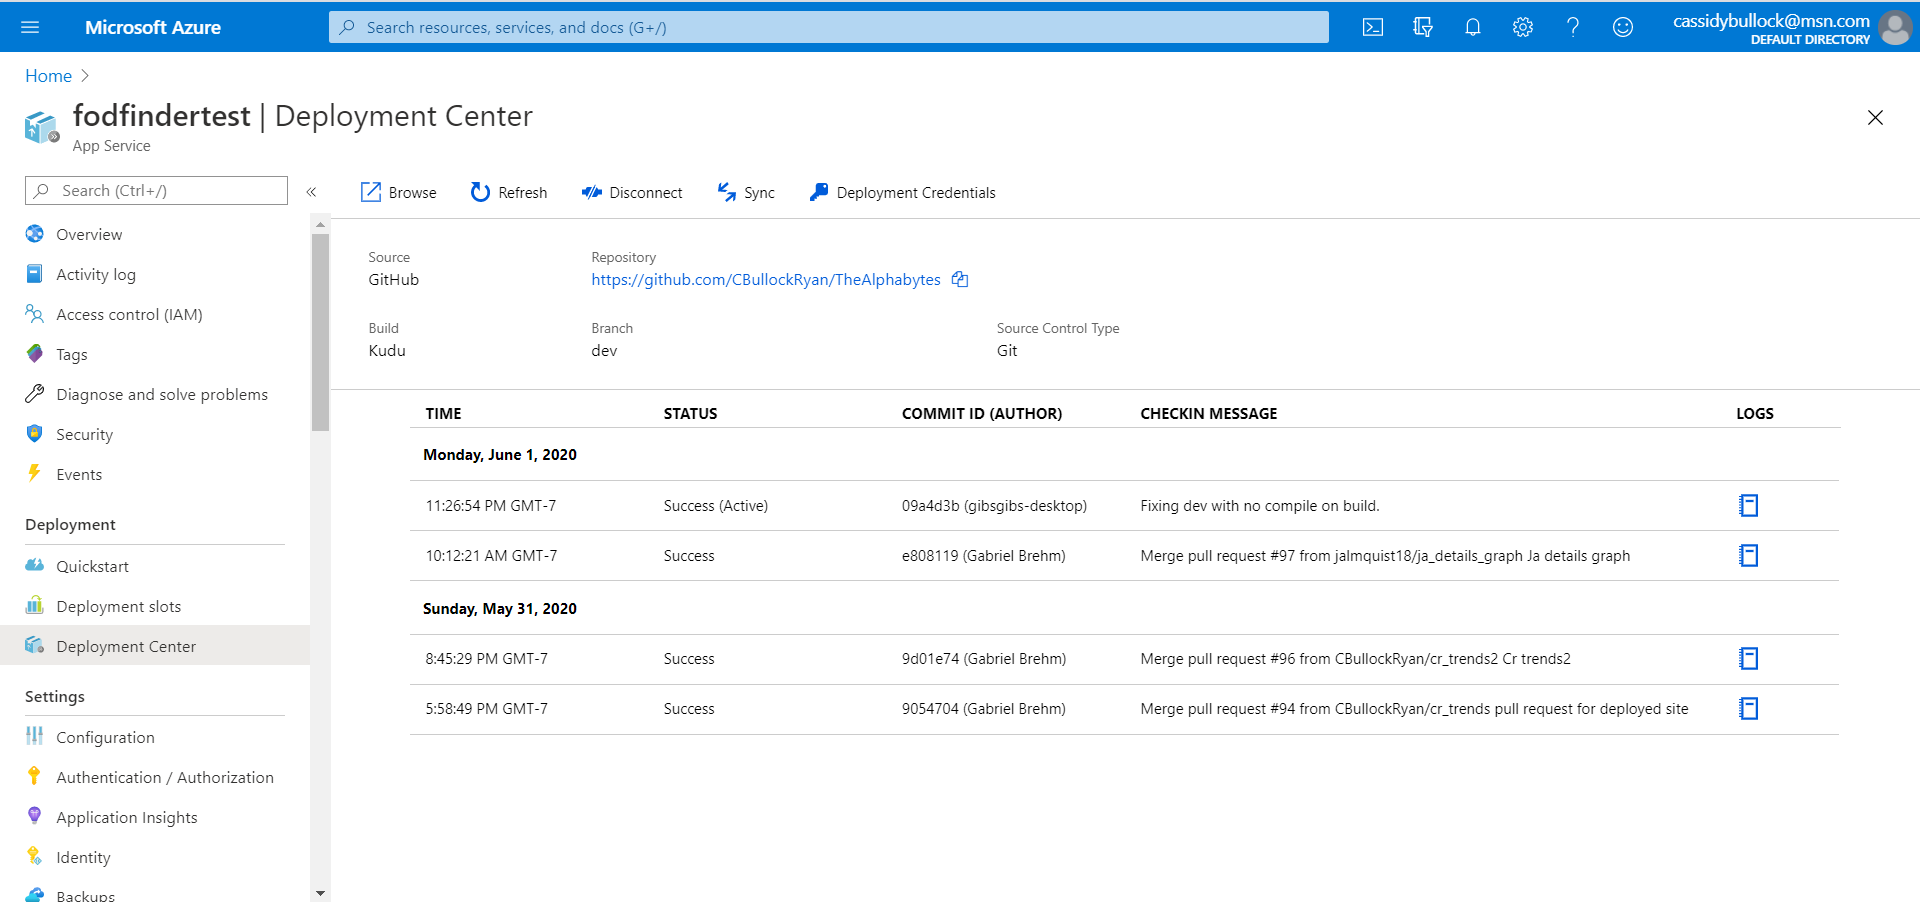 Microsoft Azure
Search resources, services, and docs (G+/)
cassidybullock@msn.com
DEFAULT DIRECTORY
Home
fodfindertest | Deployment Center
App Service
Search (Ctrl+/)
Overview
Activity log
Access control (IAM)
Tags
Diagnose and solve problems
Security
Events
Deployment
Quickstart
Deployment slots
Deployment Center
Settings
Configuration
Authentication / Authorization
Application Insights
Identity
Backups
Browse Refresh Disconnect Sync Deployment Credentials
Source Repository
GitHub https://github.com/CBullockRyan/TheAlphabytes
Build Branch Source Control Type
Kudu dev Git
TIME STATUS COMMIT ID (AUTHOR) CHECKIN MESSAGE LOGS
Monday, June 1, 2020
11:26:54 PM GMT-7 Success (Active) 09a4d3b (gibsgibs-desktop) Fixing dev with no compile on build.
10:12:21 AM GMT-7 Success e808119 (Gabriel Brehm) Merge pull request #97 from jalmquist18/ja_details_graph Ja details graph
Sunday, May 31, 2020
8:45:29 PM GMT-7 Success 9d01e74 (Gabriel Brehm) Merge pull request #96 from CBullockRyan/cr_trends2 Cr trends2
5:58:49 PM GMT-7 Success 9054704 (Gabriel Brehm) Merge pull request #94 from CBullockRyan/cr_trends pull request for deployed site